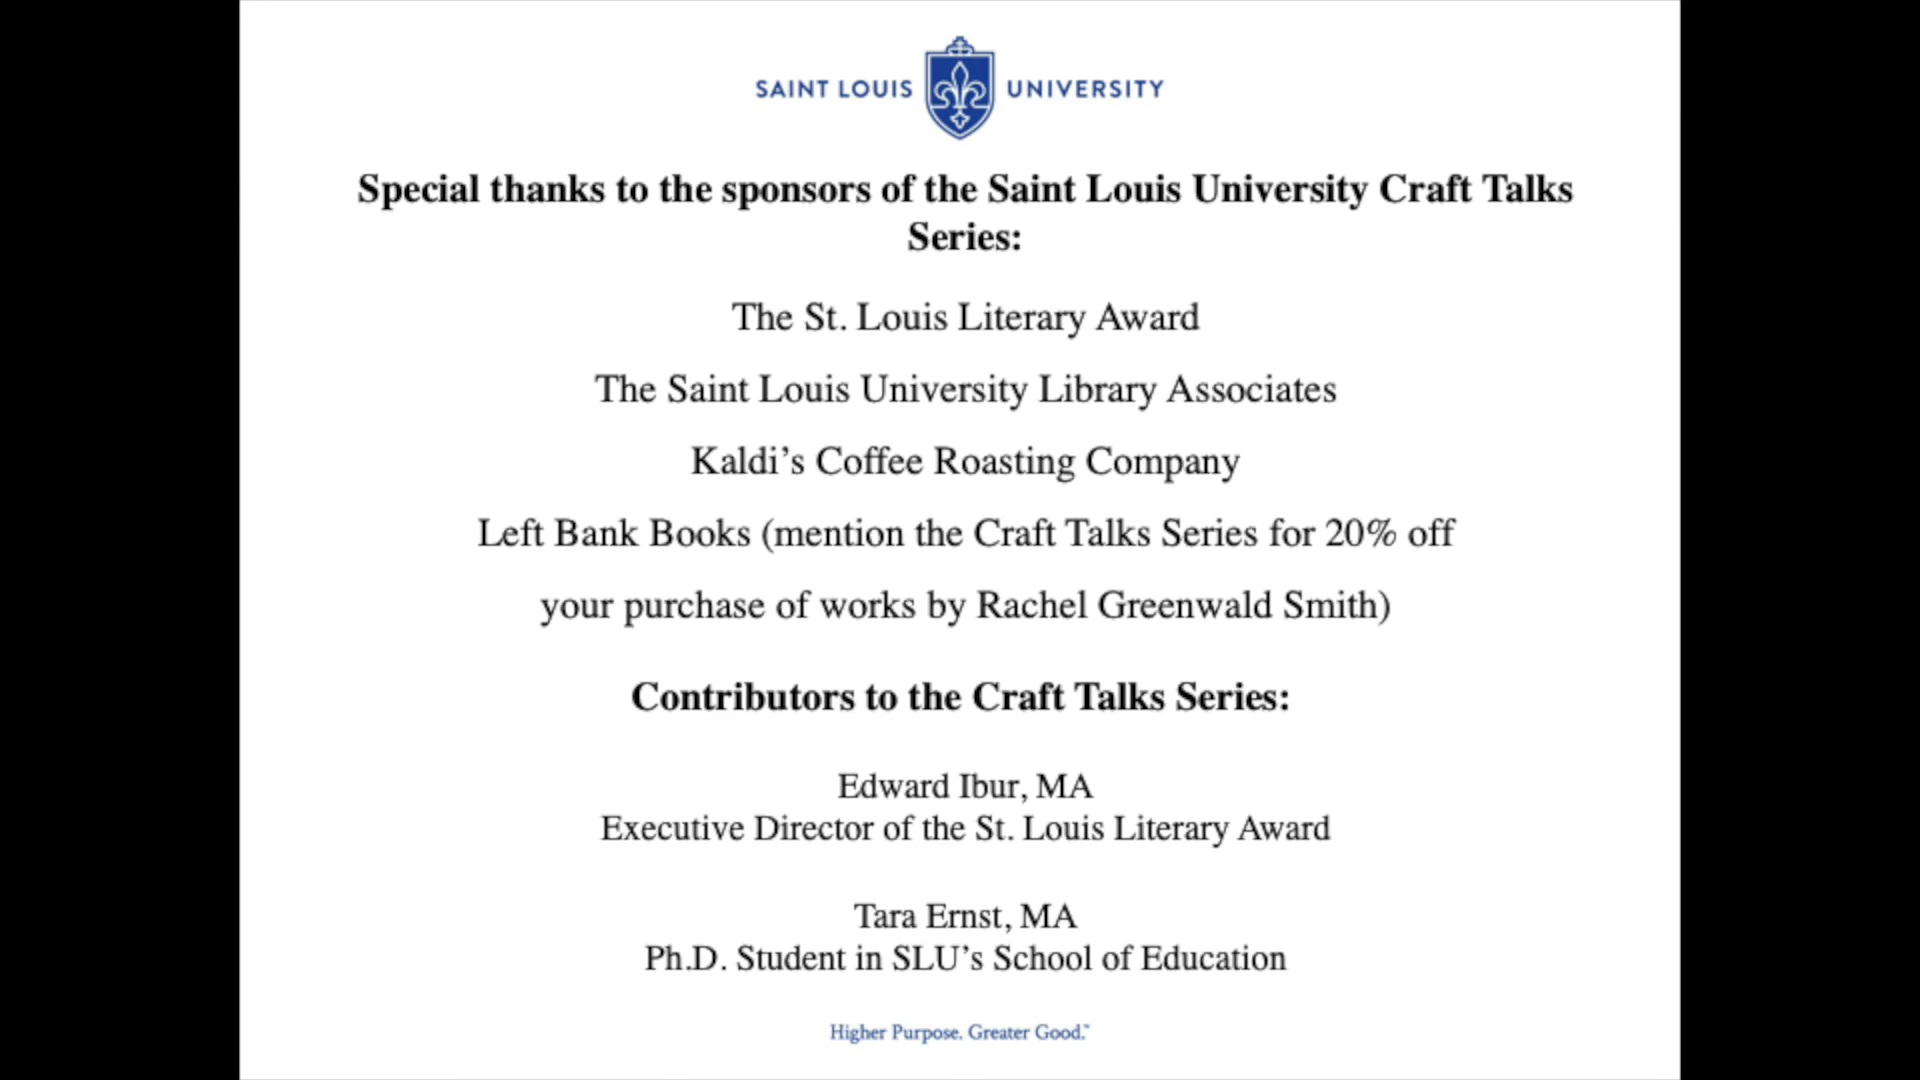 SAINT LOUIS UNIVERSITY
Special thanks to the sponsors of the Saint Louis University Craft Talks
Series:
The St. Louis Literary Award
The Saint Louis University Library Associates
Kaldi’s Coffee Roasting Company
Left Bank Books (mention the Craft Talks Series for 20% off
your purchase of works by Rachel Greenwald Smith)
Contributors to the Craft Talks Series:
Edward Ibur, MA
Executive Director of the St. Louis Literary Award
Tara Ernst, MA
Ph.D. Student in SLU’s School of Education
Higher Purpose. Greater Good.™